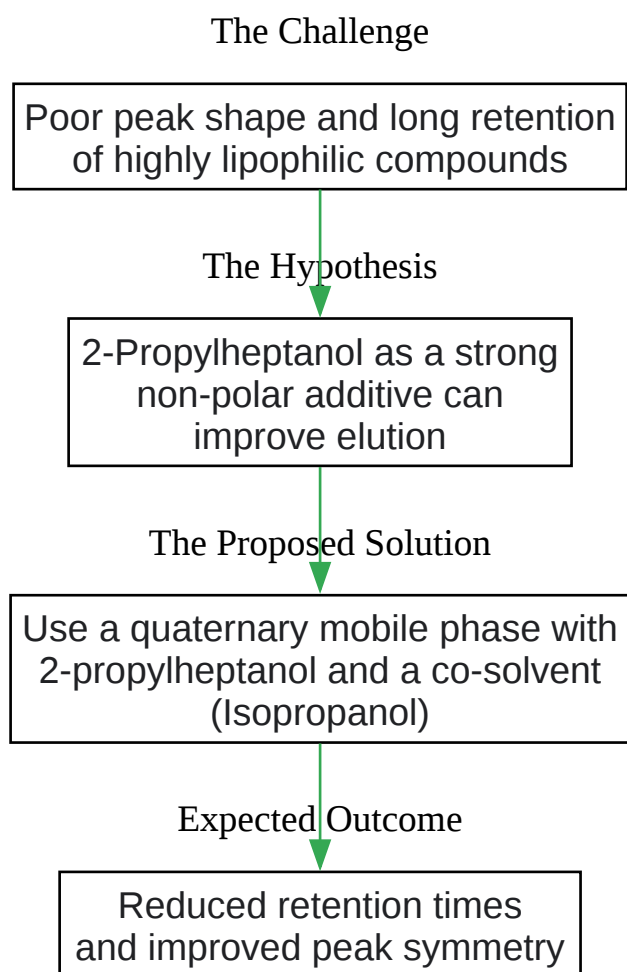 The Challenge
Poor peak shape and long retention
of highly lipophilic compounds
The Hypothesis
2-Propylheptanol as a strong
non-polar additive can
improve elution
The Proposed Solution
Use a quaternary mobile phase with
2-propylheptanol and a co-solvent
(Isopropanol)
Expected Outcome
Reduced retention times
and improved peak symmetry